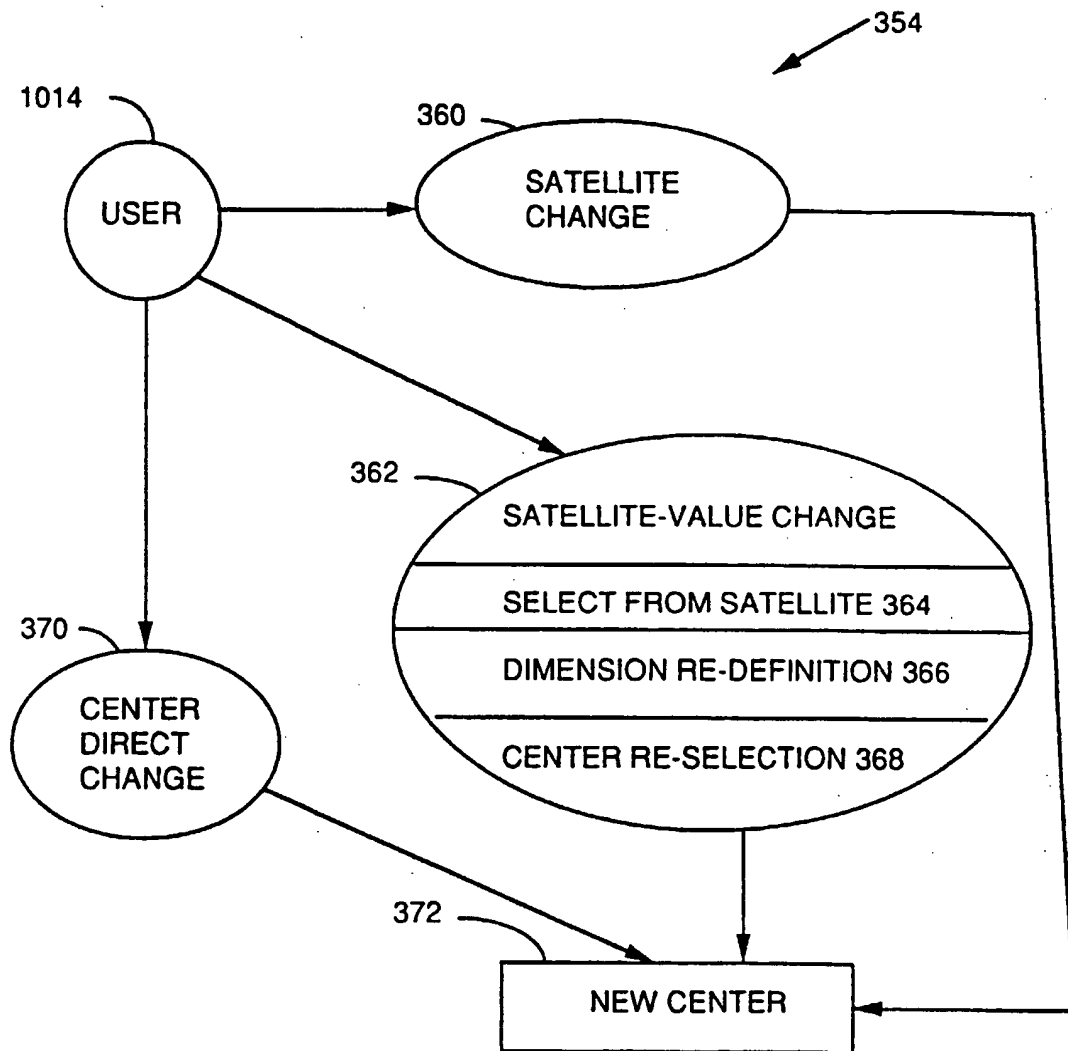 354
1014
360
SATELLITE
CHANGE
USER
362
SATELLITE-VALUE CHANGE
SELECT FROM SATELLITE 364
DIMENSION RE-DEFINITION 366
CENTER RE-SELECTION 368
370
CENTER
DIRECT
CHANGE
372
NEW CENTER